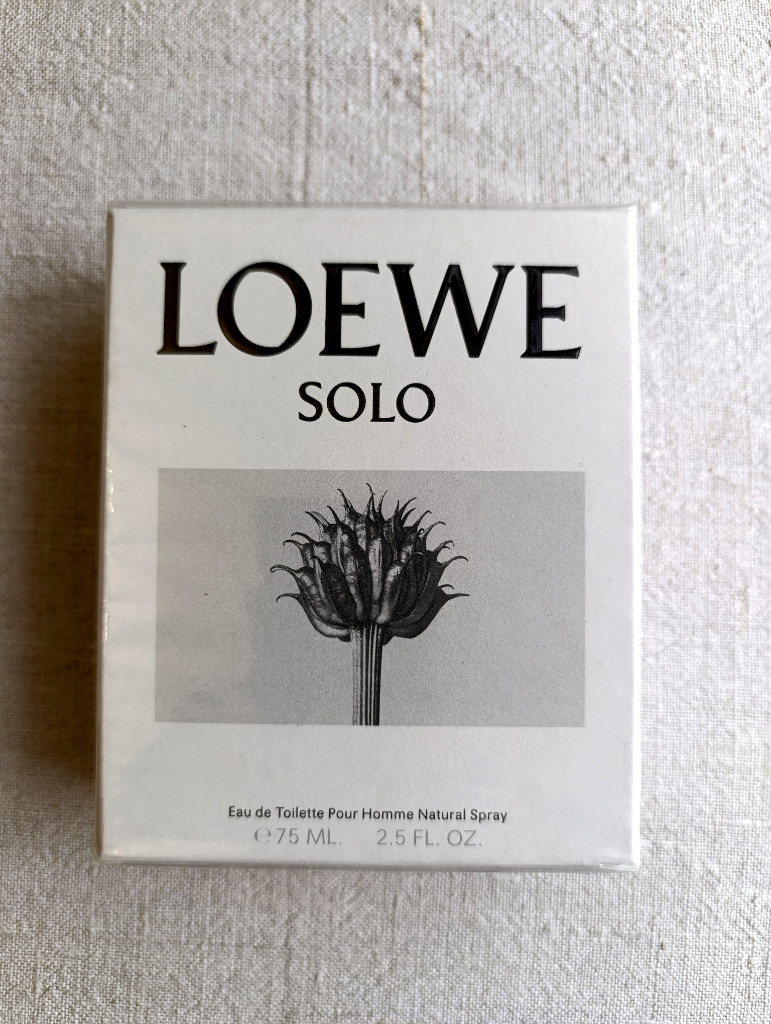 LOEWE
SOLO
Eau de Toilette Pour Homme Natural Spray
℮ 75 ML. 2.5 FL. OZ.